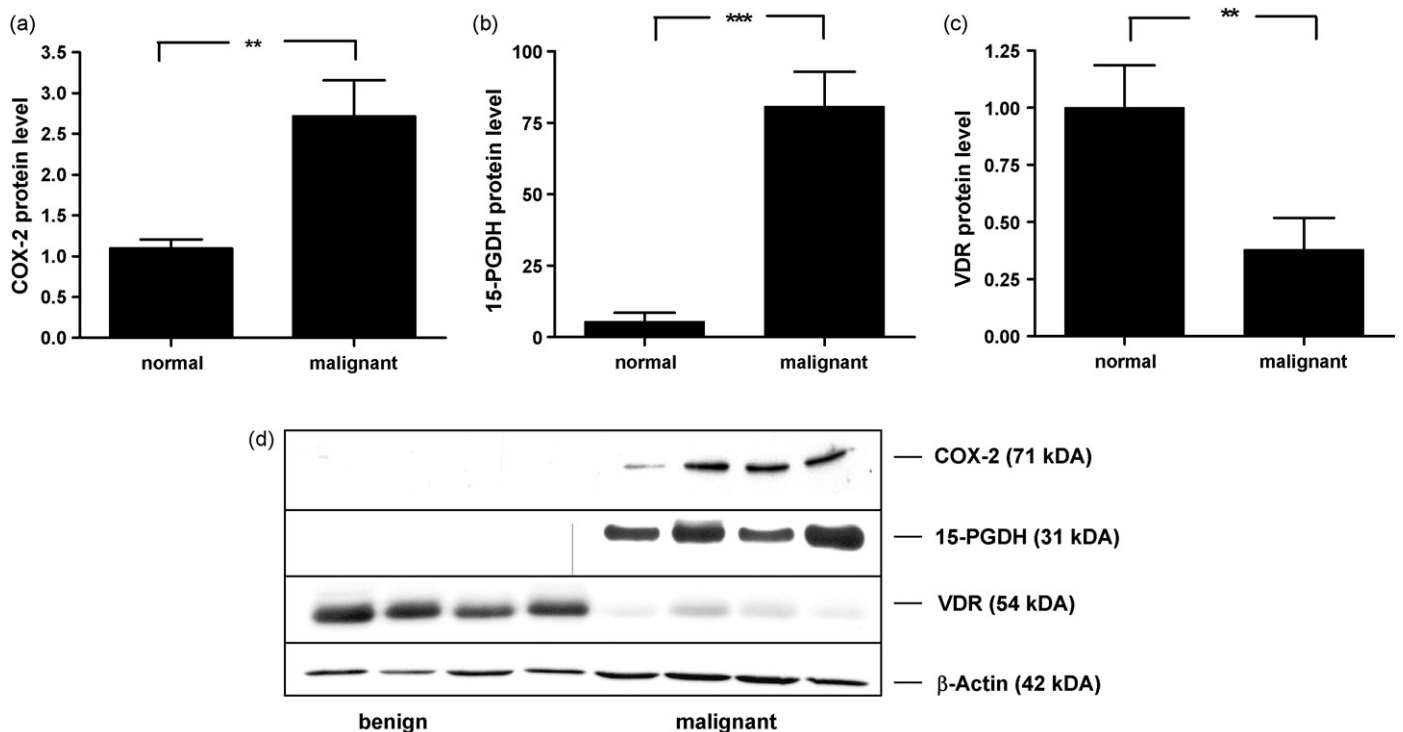 (a)
**
COX-2 protein level
3.5
3.0
2.5
2.0
1.5
1.0
0.5
0.0
normal malignant
(b)
***
15-PGDH protein level
100
75
50
25
0
normal malignant
(c)
**
VDR protein level
1.25
1.00
0.75
0.50
0.25
0.00
normal malignant
(d)
COX-2 (71 kDA)
15-PGDH (31 kDA)
VDR (54 kDA)
β-Actin (42 kDA)
benign malignant